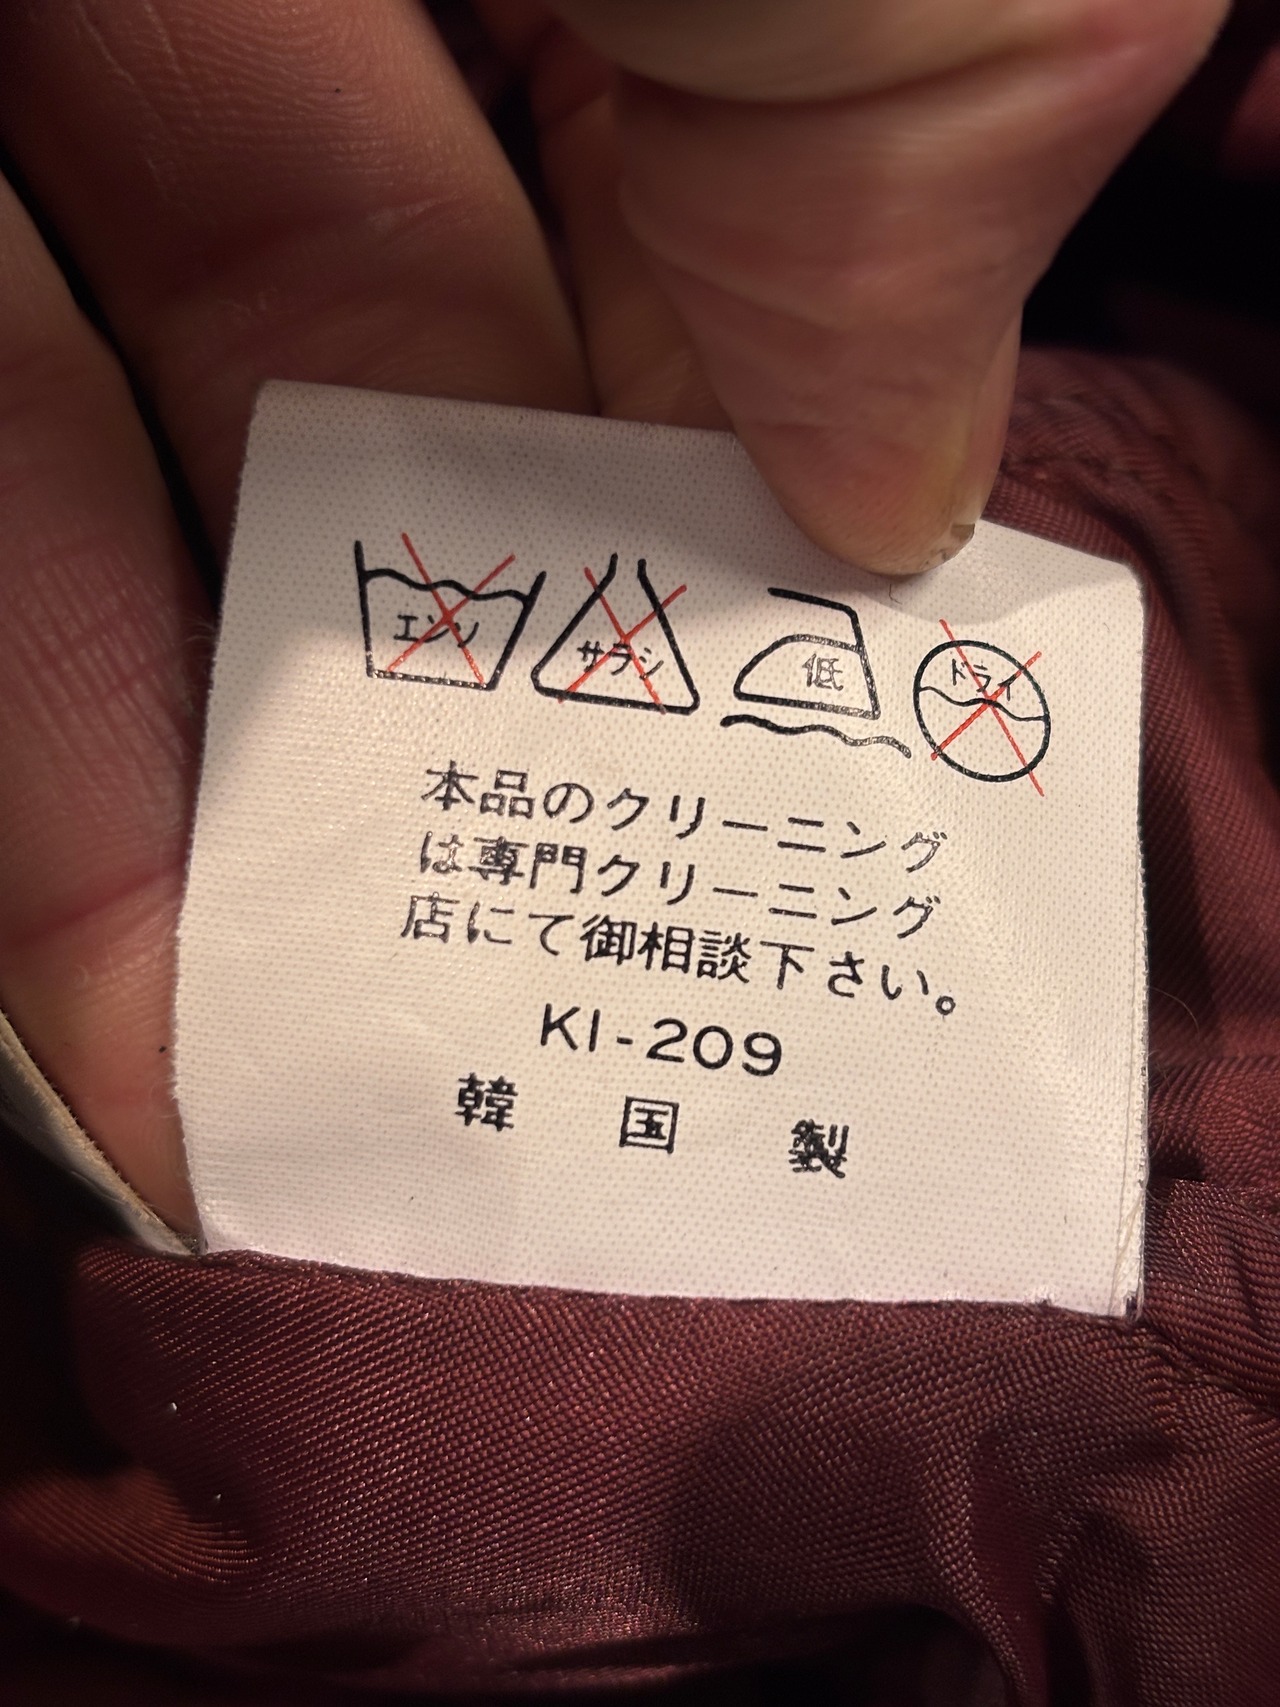 エンソ サラシ 低 ドライ
本品のクリーニング
は専門クリーニング
店にて御相談下さい。
KI-209
韓国製